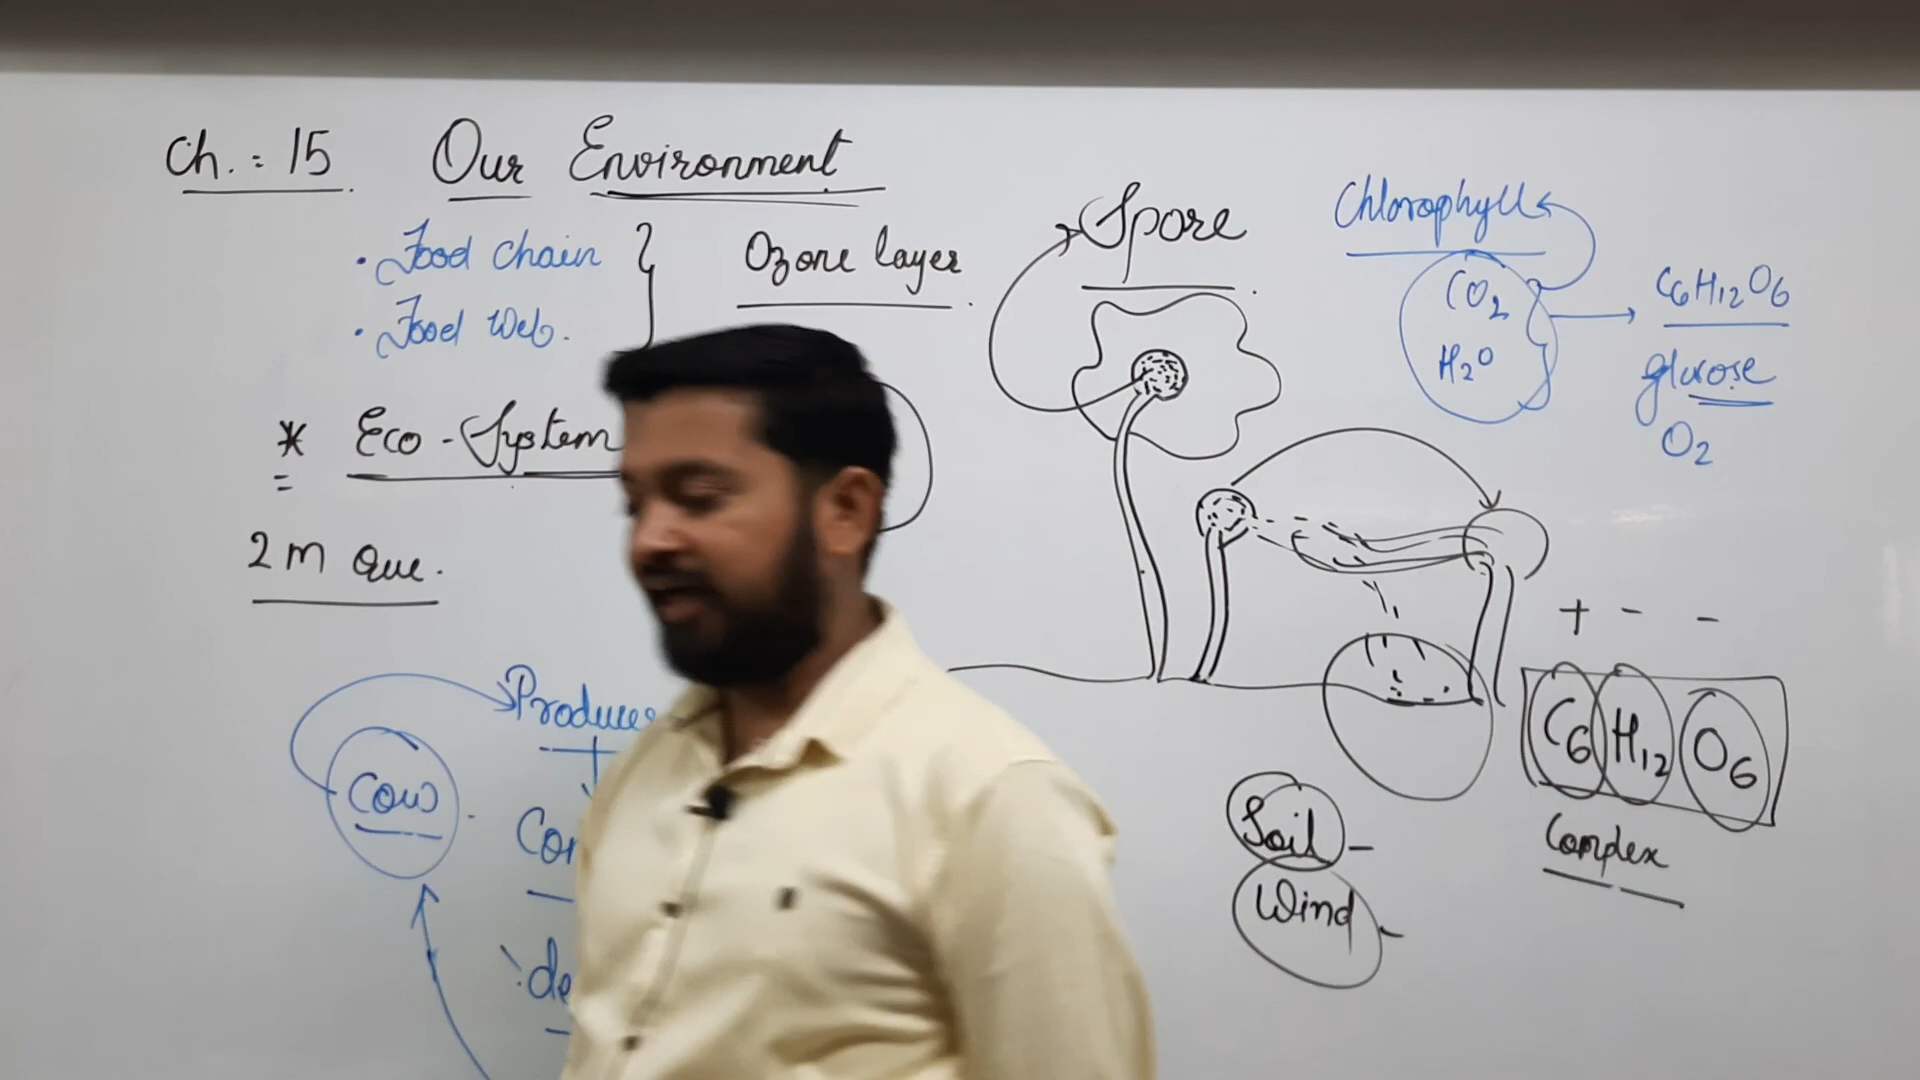 Ch. : 15 Our Environment
• Food chain
• Food Web.
Ozone layer
* Eco-System
2 m Que.
Producer
Cow
Spore
Chlorophyll
CO2
H2O
C6H12O6
glucose
O2
+ - -
C6 H12 O6
Complex
Soil -
Wind -